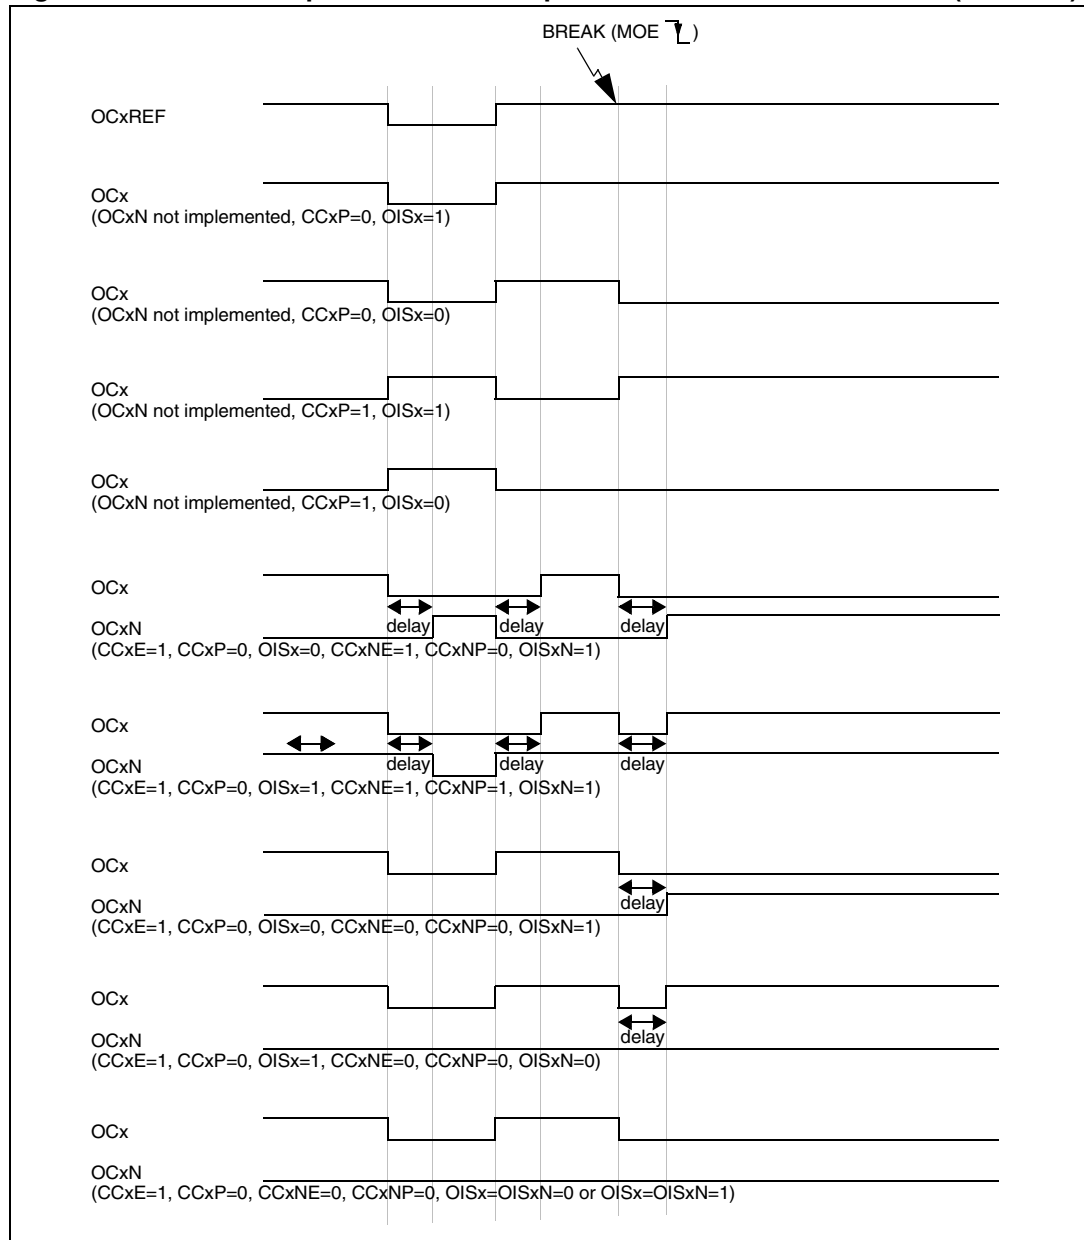 BREAK (MOE )
OCxREF
OCx
(OCxN not implemented, CCxP=0, OISx=1)
OCx
(OCxN not implemented, CCxP=0, OISx=0)
OCx
(OCxN not implemented, CCxP=1, OISx=1)
OCx
(OCxN not implemented, CCxP=1, OISx=0)
OCx
delay delay delay
OCxN
(CCxE=1, CCxP=0, OISx=0, CCxNE=1, CCxNP=0, OISxN=1)
OCx
delay delay delay
OCxN
(CCxE=1, CCxP=0, OISx=1, CCxNE=1, CCxNP=1, OISxN=1)
OCx
delay
OCxN
(CCxE=1, CCxP=0, OISx=0, CCxNE=0, CCxNP=0, OISxN=1)
OCx
delay
OCxN
(CCxE=1, CCxP=0, OISx=1, CCxNE=0, CCxNP=0, OISxN=0)
OCx
OCxN
(CCxE=1, CCxP=0, CCxNE=0, CCxNP=0, OISx=OISxN=0 or OISx=OISxN=1)